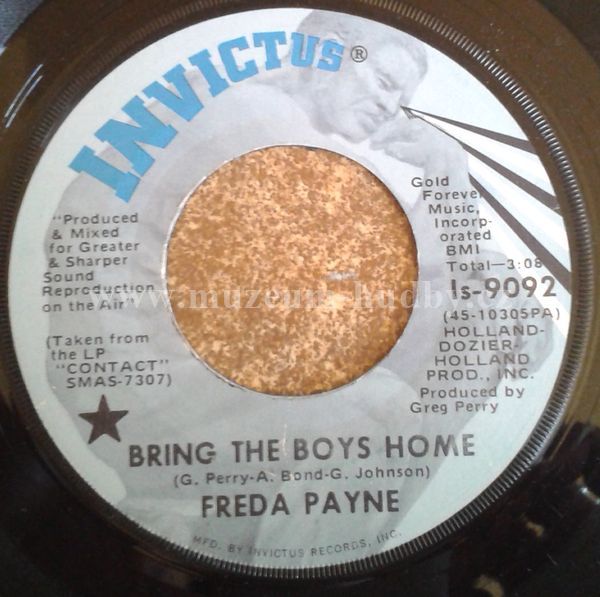 INVICTUS®
"Produced
& Mixed
for Greater
& Sharper
Sound
Reproduction
on the Air"
(Taken from
the LP
"CONTACT"
SMAS-7307)
Gold
Forever
Music,
Incorp-
orated
BMI
Total—3:08
Is-9092
(45-10305PA)
HOLLAND-
DOZIER-
HOLLAND
PROD., INC.
Produced by
Greg Perry
BRING THE BOYS HOME
(G. Perry-A. Bond-G. Johnson)
FREDA PAYNE
MFD. BY INVICTUS RECORDS, INC.